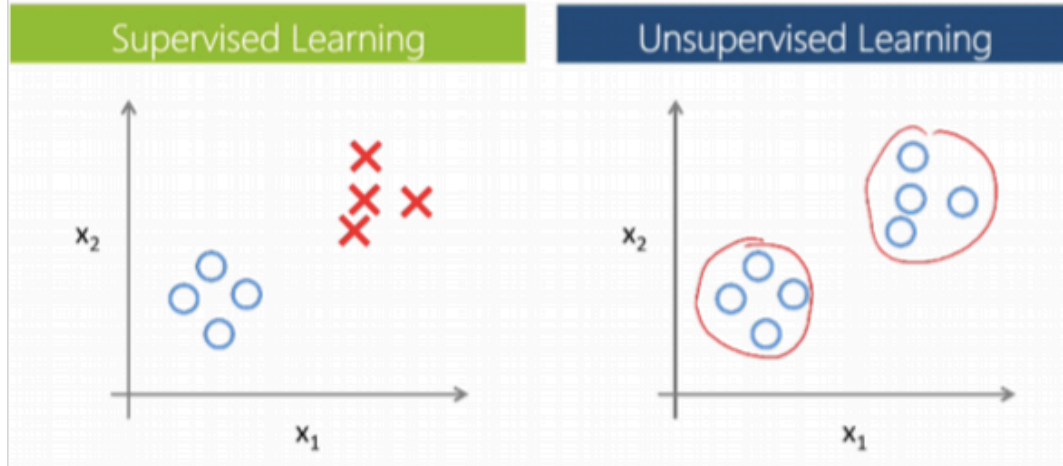 Supervised Learning
Unsupervised Learning
x₂
x₁
x₂
x₁